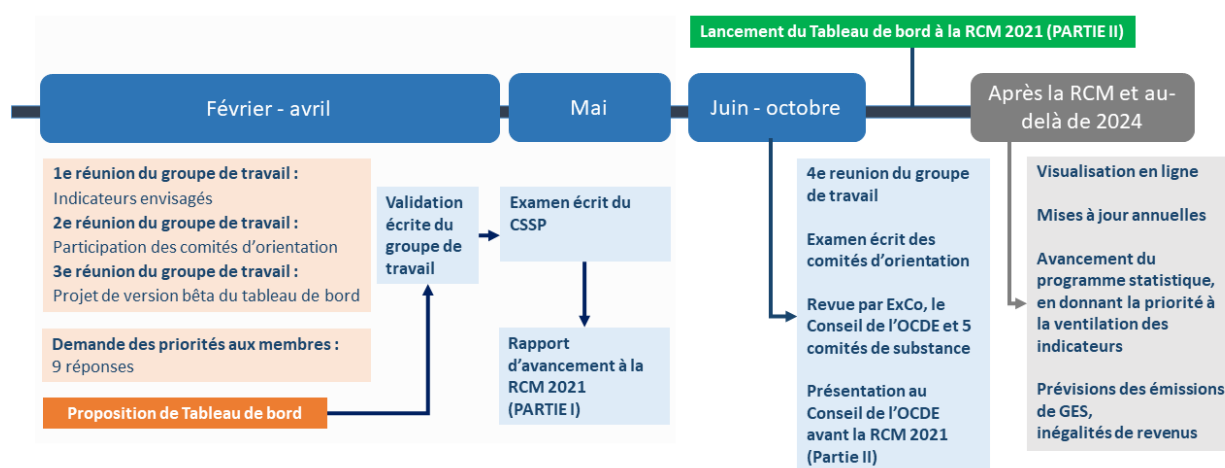 Lancement du Tableau de bord à la RCM 2021 (PARTIE II)
Février - avril
Mai
Juin - octobre
Après la RCM et au-
delà de 2024
1e réunion du groupe de travail :
Indicateurs envisagés
2e réunion du groupe de travail :
Participation des comités d'orientation
3e réunion du groupe de travail :
Projet de version bêta du tableau de bord
Demande des priorités aux membres :
9 réponses
Proposition de Tableau de bord
Validation
écrite du
groupe de
travail
Examen écrit du
CSSP
Rapport
d'avancement à la
RCM 2021
(PARTIE I)
4e reunion du groupe
de travail
Examen écrit des
comités d'orientation
Revue par ExCo, le
Conseil de l'OCDE et 5
comités de substance
Présentation au
Conseil de l'OCDE
avant la RCM 2021
(Partie II)
Visualisation en ligne
Mises à jour annuelles
Avancement du
programme statistique,
en donnant la priorité à
la ventilation des
indicateurs
Prévisions des émissions
de GES,
inégalités de revenus